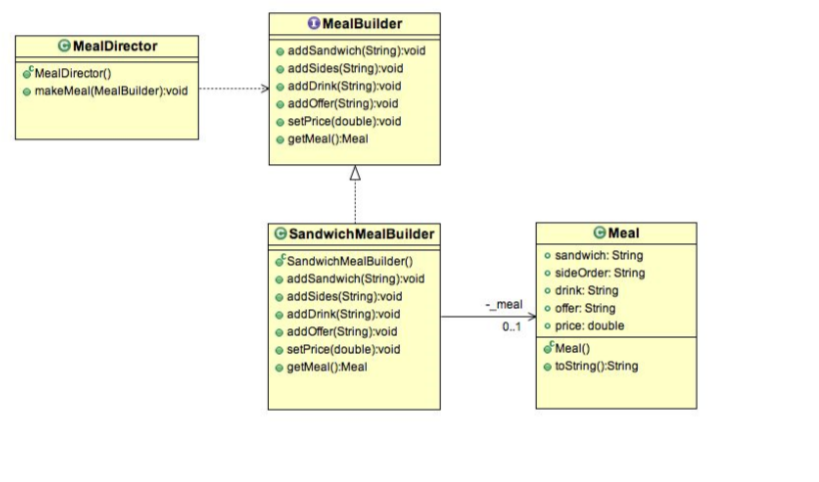 MealDirector
MealDirector()
makeMeal(MealBuilder):void
MealBuilder
addSandwich(String):void
addSides(String):void
addDrink(String):void
addOffer(String):void
setPrice(double):void
getMeal():Meal
SandwichMealBuilder
SandwichMealBuilder()
addSandwich(String):void
addSides(String):void
addDrink(String):void
addOffer(String):void
setPrice(double):void
getMeal():Meal
-_meal
0..1
Meal
sandwich: String
sideOrder: String
drink: String
offer: String
price: double
Meal()
toString():String